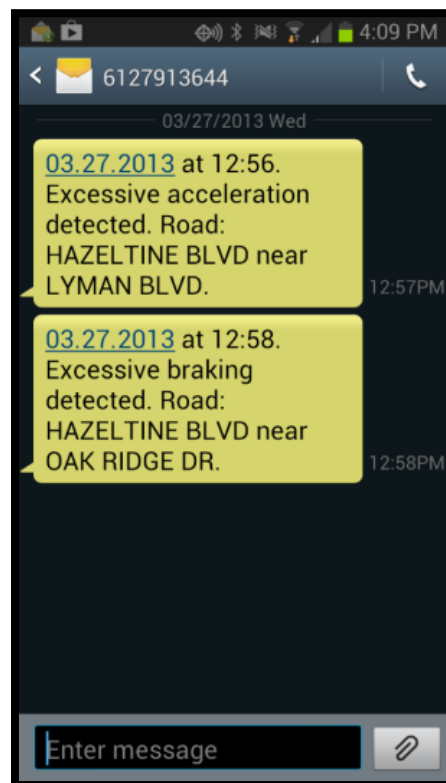 4:09 PM
6127913644
03/27/2013 Wed
03.27.2013 at 12:56.
Excessive acceleration
detected. Road:
HAZELTINE BLVD near
LYMAN BLVD.
12:57PM
03.27.2013 at 12:58.
Excessive braking
detected. Road:
HAZELTINE BLVD near
OAK RIDGE DR.
12:58PM
Enter message